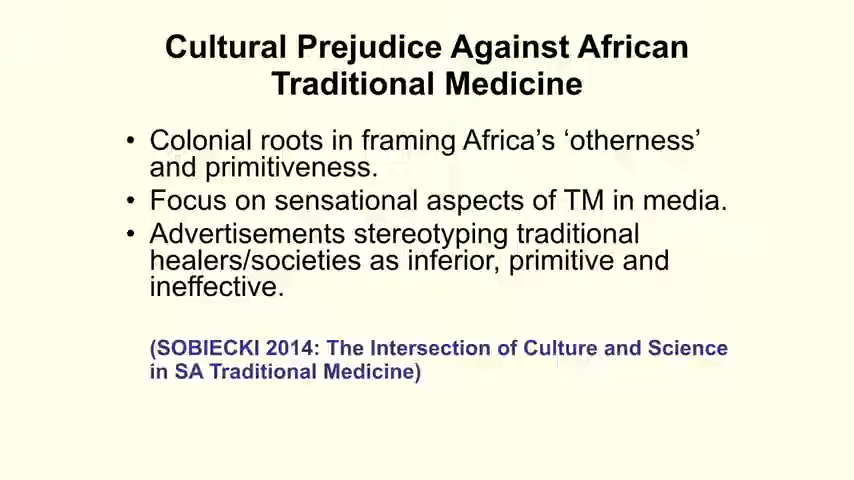 Cultural Prejudice Against African
Traditional Medicine
• Colonial roots in framing Africa’s ‘otherness’
and primitiveness.
• Focus on sensational aspects of TM in media.
• Advertisements stereotyping traditional
healers/societies as inferior, primitive and
ineffective.
(SOBIECKI 2014: The Intersection of Culture and Science
in SA Traditional Medicine)